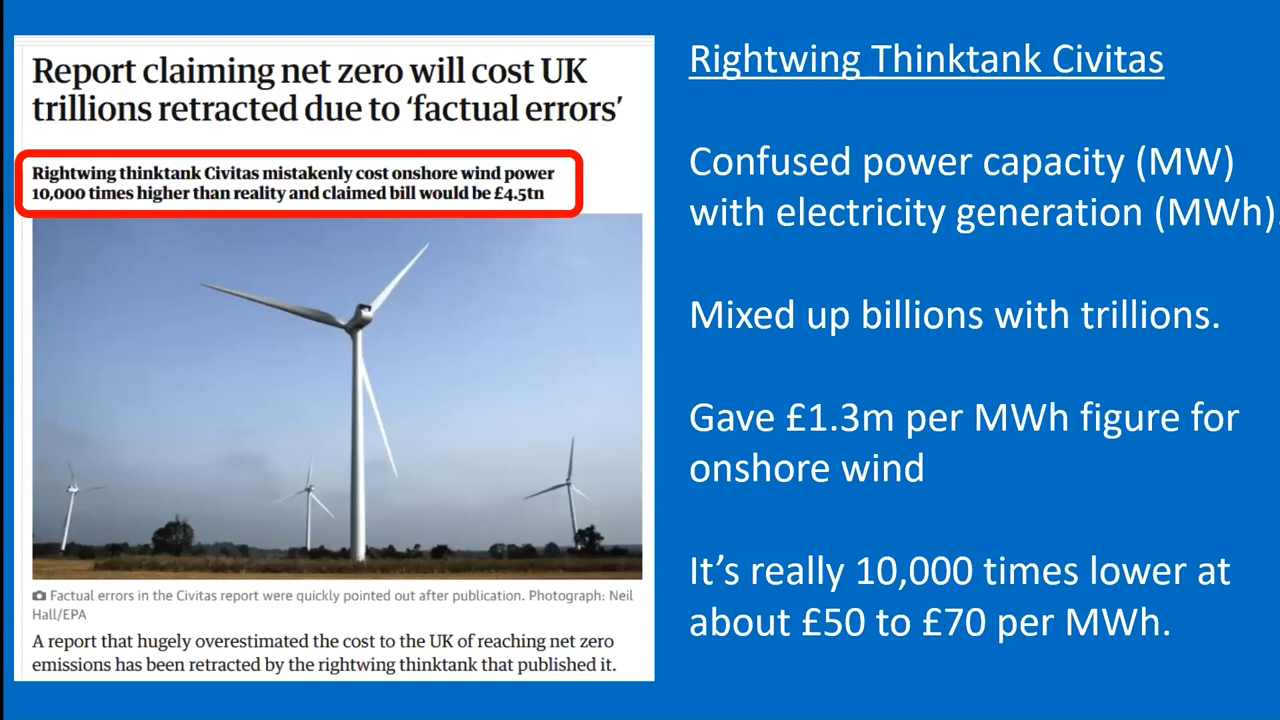 Report claiming net zero will cost UK
trillions retracted due to ‘factual errors’
Rightwing thinktank Civitas mistakenly cost onshore wind power
10,000 times higher than reality and claimed bill would be £4.5tn
Factual errors in the Civitas report were quickly pointed out after publication. Photograph: Neil
Hall/EPA
A report that hugely overestimated the cost to the UK of reaching net zero
emissions has been retracted by the rightwing thinktank that published it.
Rightwing Thinktank Civitas
Confused power capacity (MW)
with electricity generation (MWh).
Mixed up billions with trillions.
Gave £1.3m per MWh figure for
onshore wind
It’s really 10,000 times lower at
about £50 to £70 per MWh.